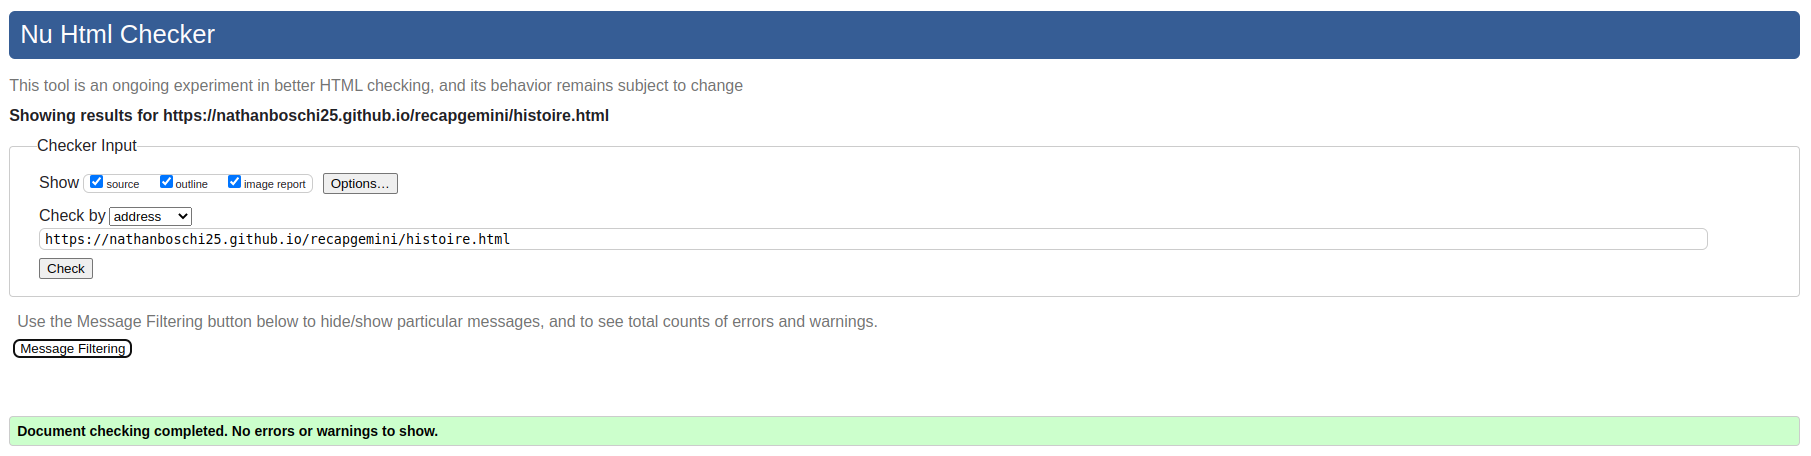 Nu Html Checker
This tool is an ongoing experiment in better HTML checking, and its behavior remains subject to change
Showing results for https://nathanboschi25.github.io/recapgemini/histoire.html
Checker Input
Show source outline image report Options...
Check by address
https://nathanboschi25.github.io/recapgemini/histoire.html
Check
Use the Message Filtering button below to hide/show particular messages, and to see total counts of errors and warnings.
Message Filtering
Document checking completed. No errors or warnings to show.